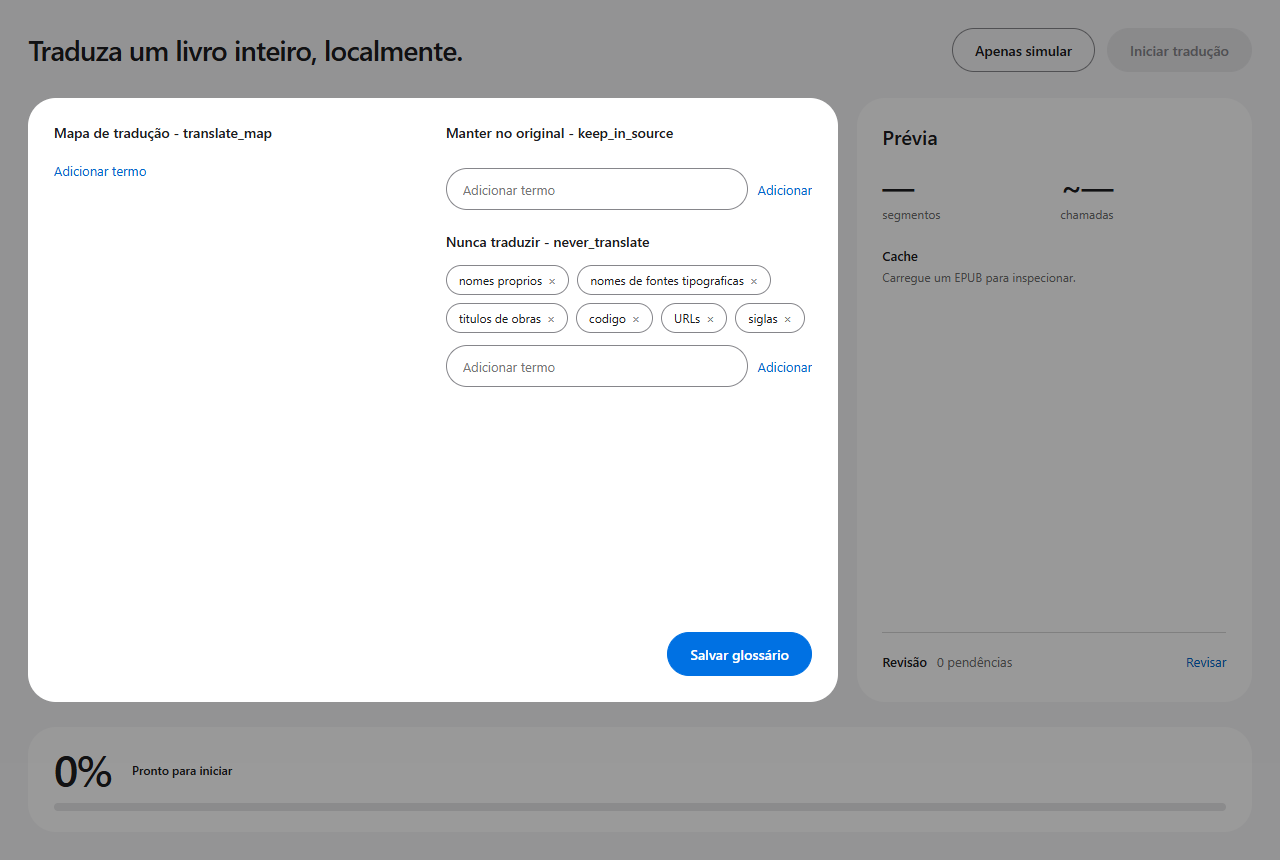 Traduza um livro inteiro, localmente.
Apenas simular
Iniciar tradução
Mapa de tradução - translate_map
Adicionar termo
Manter no original - keep_in_source
Adicionar termo
Adicionar
Nunca traduzir - never_translate
nomes proprios ×
nomes de fontes tipograficas ×
titulos de obras ×
codigo ×
URLs ×
siglas ×
Adicionar termo
Adicionar
Salvar glossário
Prévia
—
~—
segmentos
chamadas
Cache
Carregue um EPUB para inspecionar.
Revisão
0 pendências
Revisar
0%
Pronto para iniciar